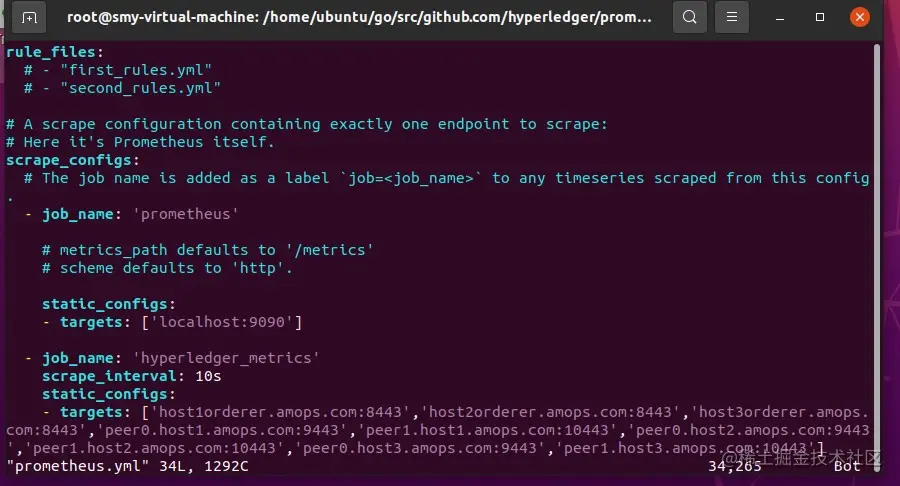 root@smy-virtual-machine: /home/ubuntu/go/src/github.com/hyperledger/prom...
rule_files:
  # - "first_rules.yml"
  # - "second_rules.yml"
# A scrape configuration containing exactly one endpoint to scrape:
# Here it's Prometheus itself.
scrape_configs:
  # The job name is added as a label `job=<job_name>` to any timeseries scraped from this config
.
  - job_name: 'prometheus'
    # metrics_path defaults to '/metrics'
    # scheme defaults to 'http'.
    static_configs:
    - targets: ['localhost:9090']
  - job_name: 'hyperledger_metrics'
    scrape_interval: 10s
    static_configs:
    - targets: ['host1orderer.amops.com:8443','host2orderer.amops.com:8443','host3orderer.amops.
com:8443','peer0.host1.amops.com:9443','peer1.host1.amops.com:10443','peer0.host2.amops.com:9443
','peer1.host2.amops.com:10443','peer0.host3.amops.com:9443','peer1.host3.amops.com:10443']
"prometheus.yml" 34L, 1292C 34,265 Bot
@稀土掘金技术社区